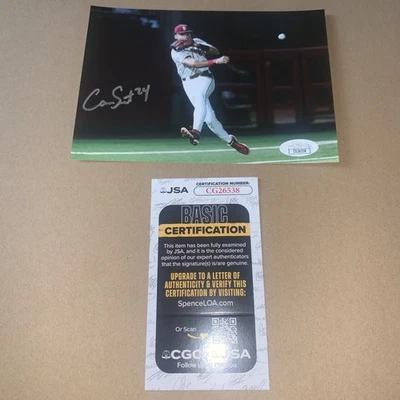 JSA CERTIFICATION NUMBER:
CG26538
BASIC
CERTIFICATION
This item has been fully examined
by JSA, and it is the considered
opinion of our expert authenticators
that the signature(s) is/are genuine.
UPGRADE TO A LETTER OF
AUTHENTICITY & VERIFY THIS
CERTIFICATION BY VISITING:
SpenceLOA.com
Or Scan